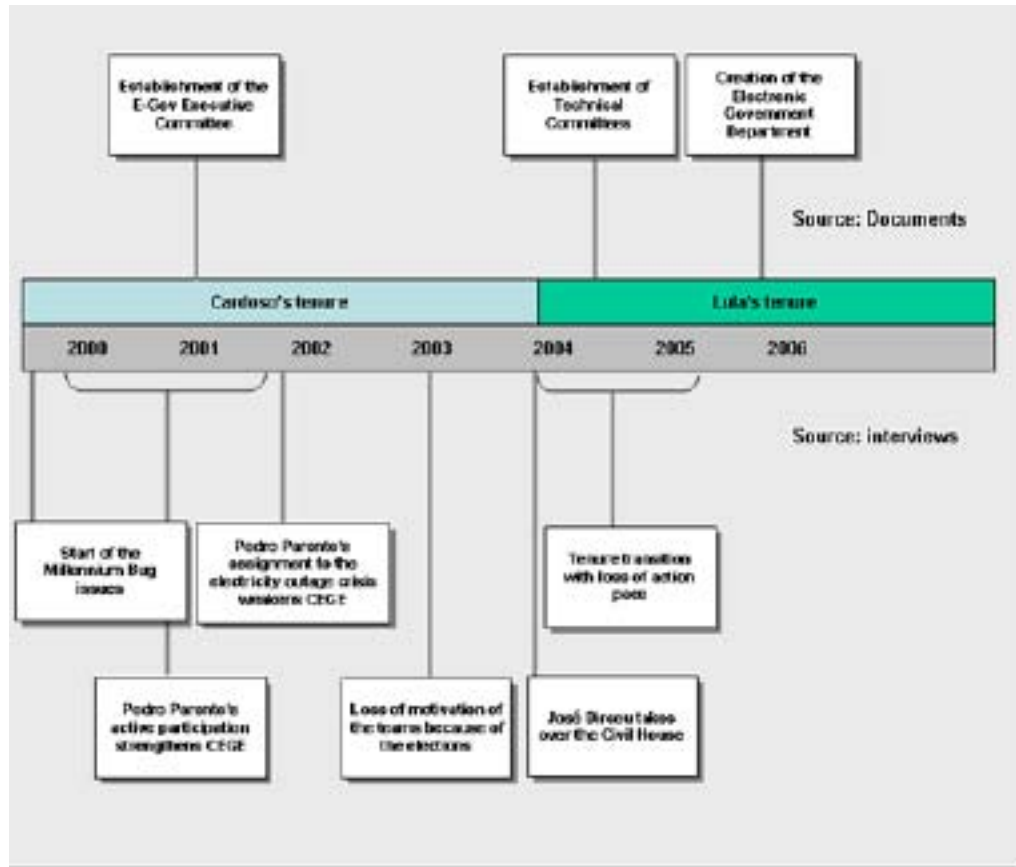 Establishment of the
E-Gov Executive
Committee
Establishment of
Technical
Committees
Creation of the
Electronic
Government
Department
Source: Documents
Cardoso's tenure
Lula's tenure
2000 2001 2002 2003 2004 2005 2006
Source: interviews
Start of the
Millennium Bug
issues
Pedro Parente's
assignment to the
electricity outage crisis
weakens CEGE
Tenure transition
with loss of action
pace
Pedro Parente's
active participation
strengthens CEGE
Loss of motivation of
the teams because of
the elections
José Dirceu takes
over the Civil House